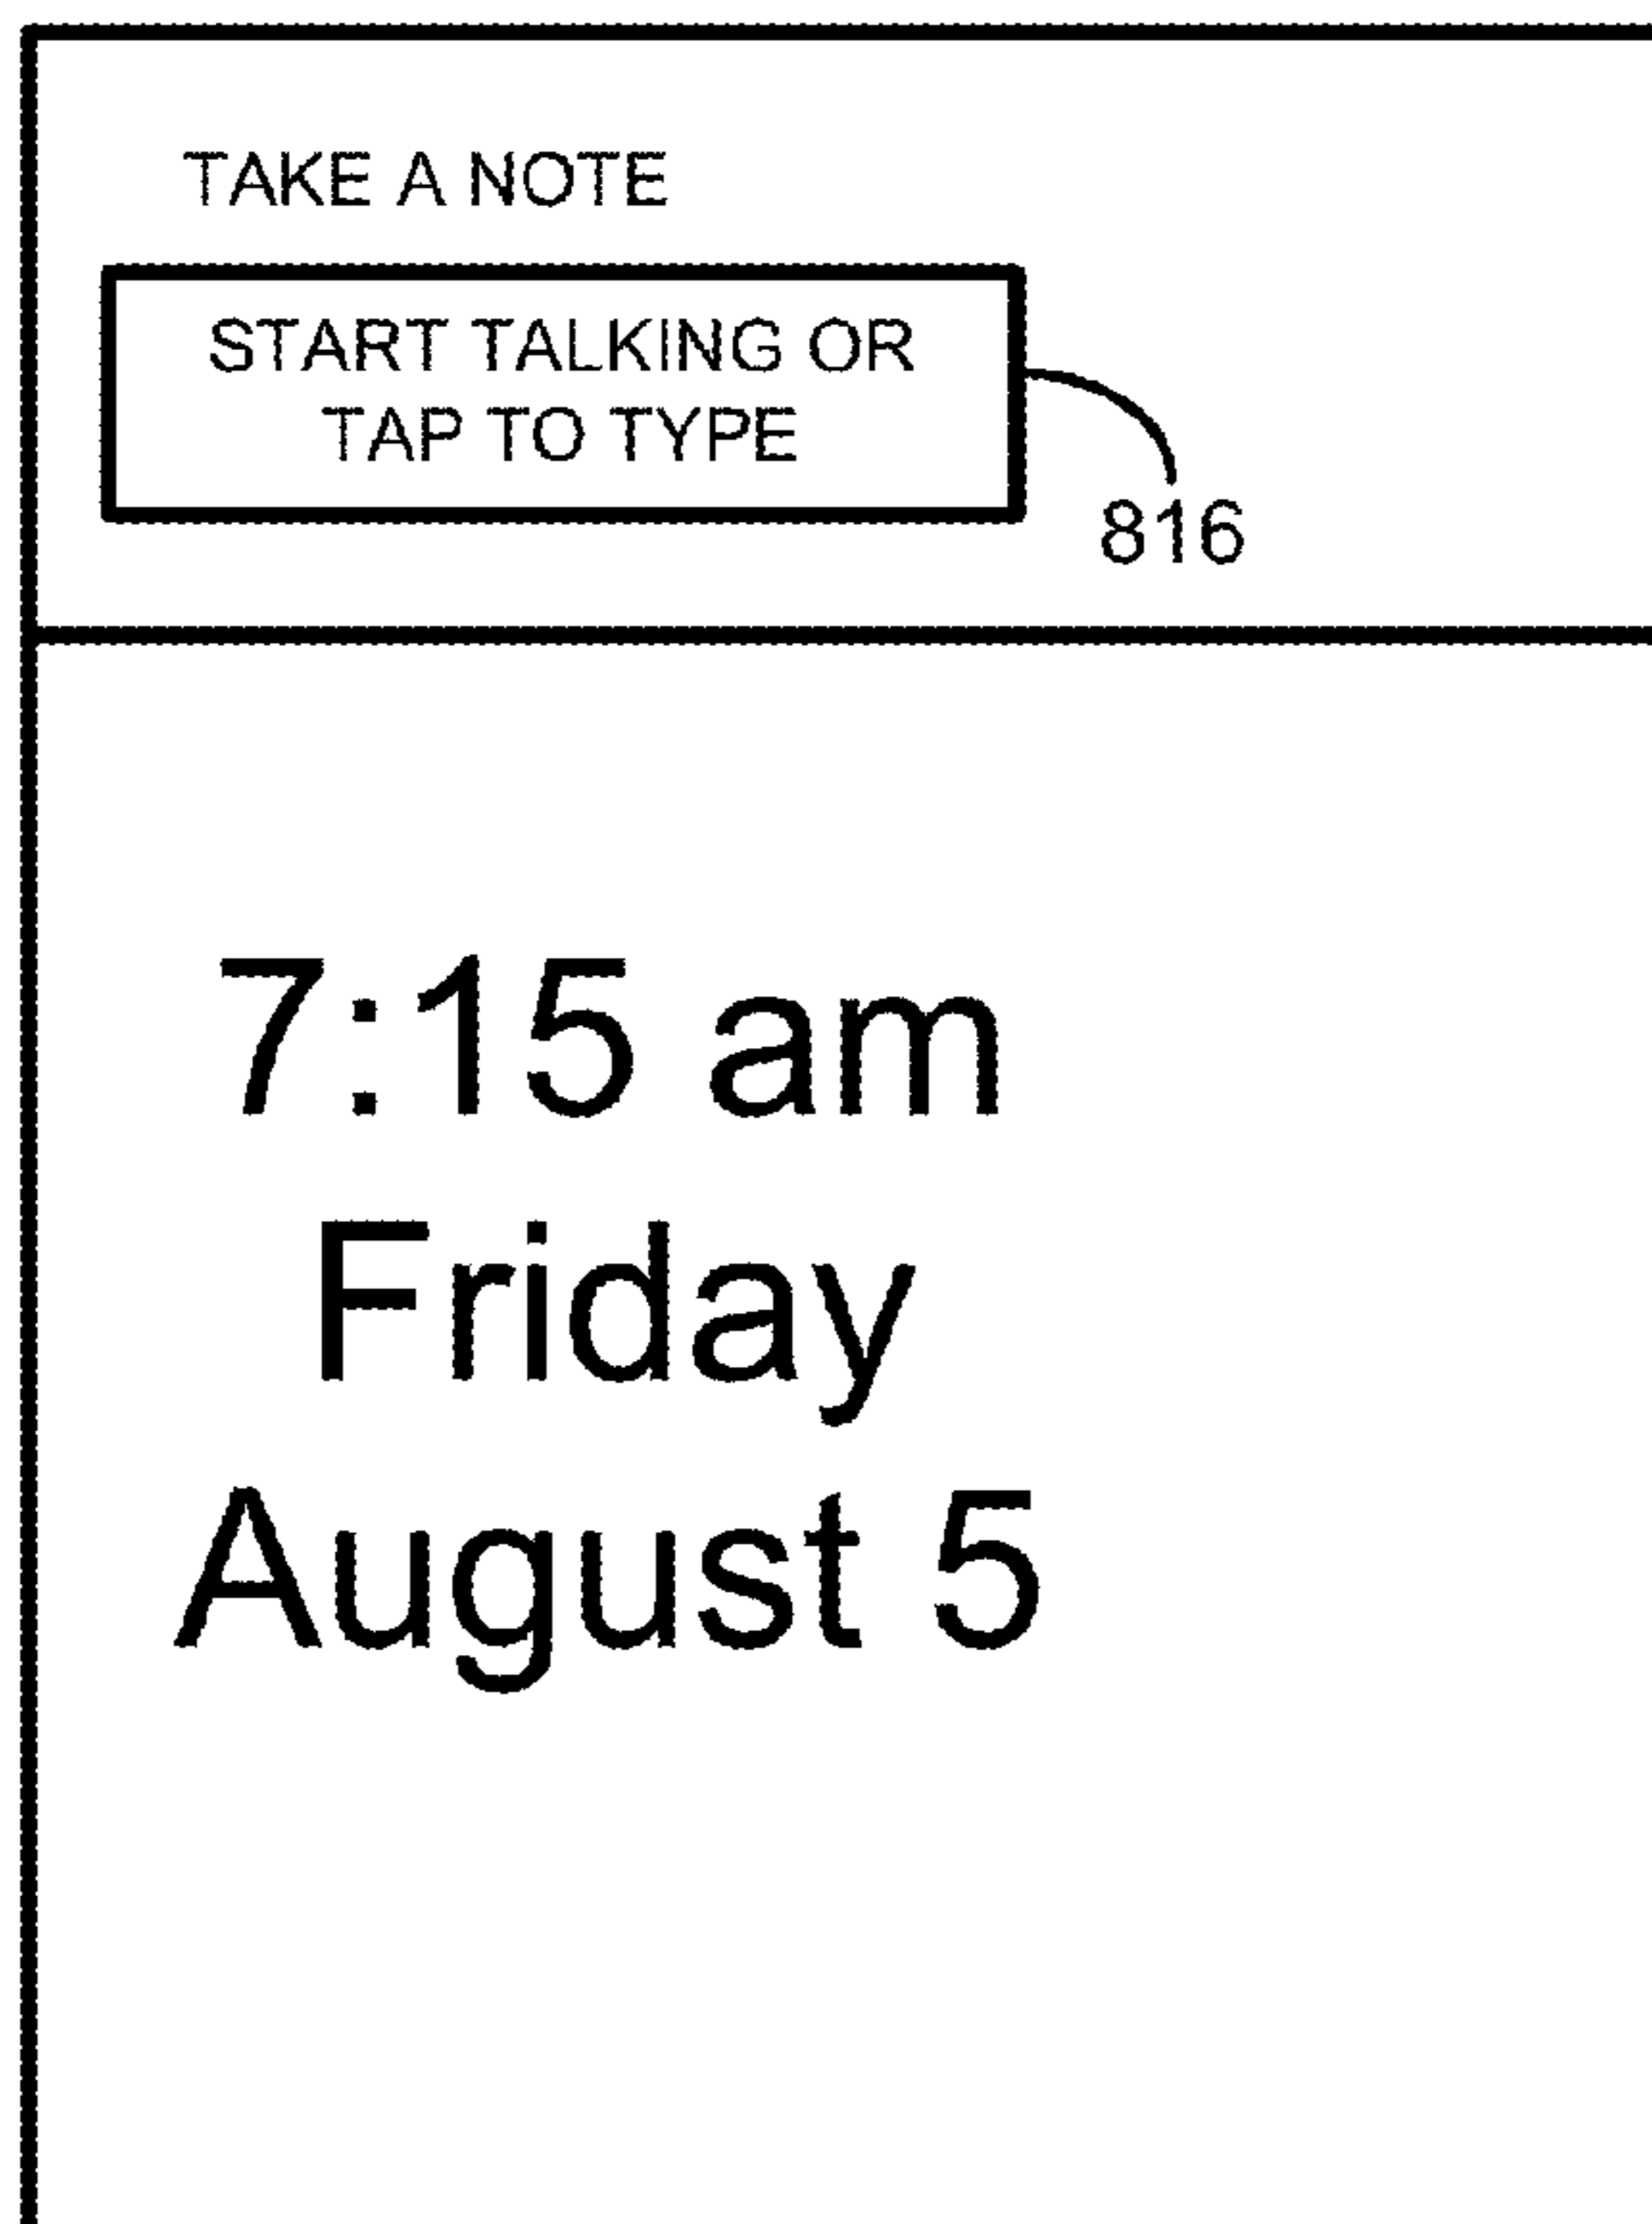 TAKE A NOTE
START TALKING OR
TAP TO TYPE
816
7:15 am
Friday
August 5